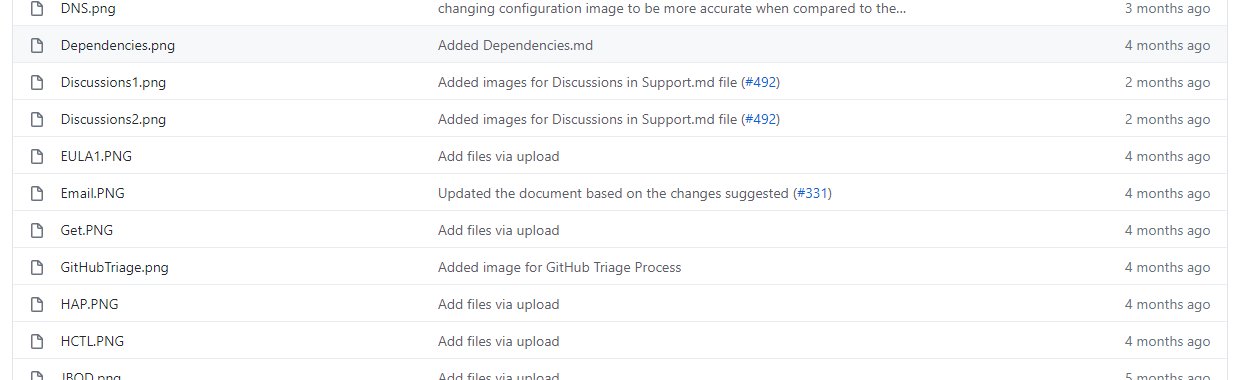 DNS.png changing configuration image to be more accurate when compared to the... 3 months ago
Dependencies.png Added Dependencies.md 4 months ago
Discussions1.png Added images for Discussions in Support.md file (#492) 2 months ago
Discussions2.png Added images for Discussions in Support.md file (#492) 2 months ago
EULA1.PNG Add files via upload 4 months ago
Email.PNG Updated the document based on the changes suggested (#331) 4 months ago
Get.PNG Add files via upload 4 months ago
GitHubTriage.png Added image for GitHub Triage Process 4 months ago
HAP.PNG Add files via upload 4 months ago
HCTL.PNG Add files via upload 4 months ago
JBOD.png Add files via upload 5 months ago